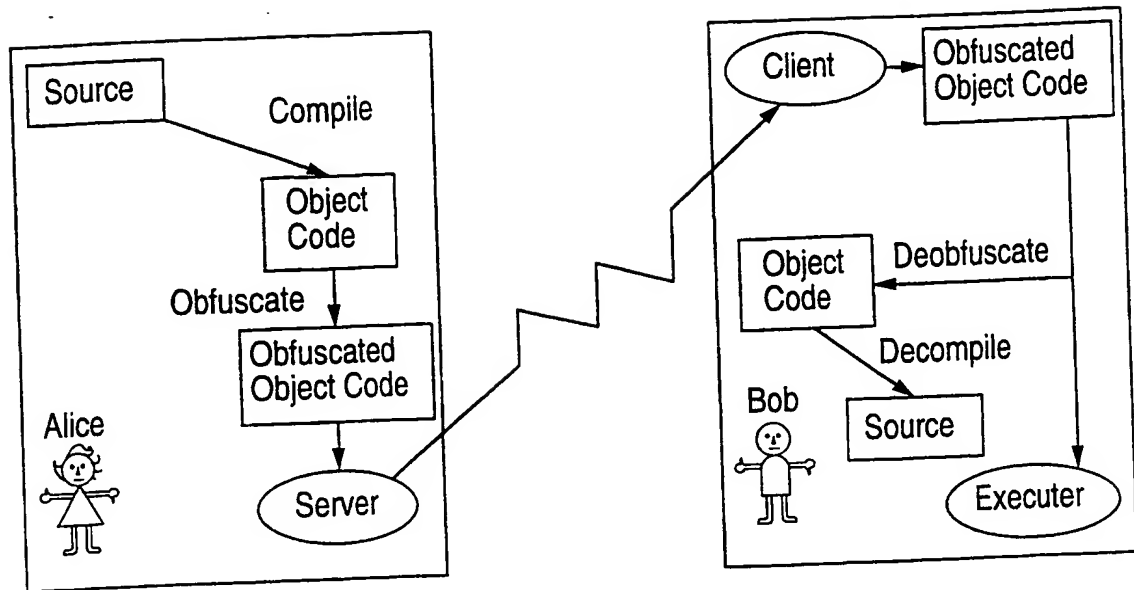 Source
Compile
Object
Code
Obfuscate
Obfuscated
Object Code
Alice
Server
Client
Obfuscated
Object Code
Object
Code
Deobfuscate
Decompile
Bob
Source
Executer